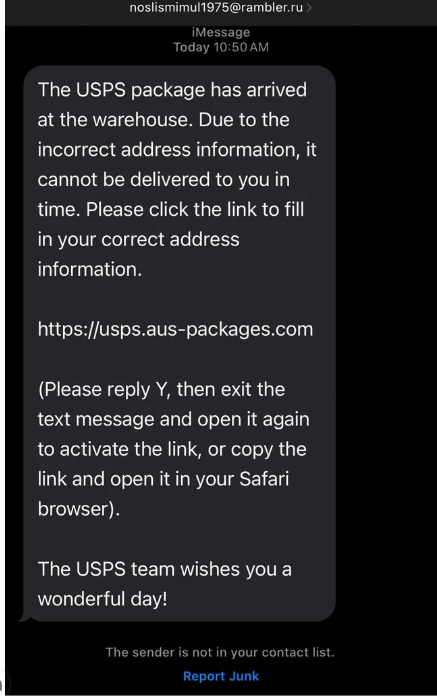 noslismimul1975@rambler.ru >
iMessage
Today 10:50 AM
The USPS package has arrived
at the warehouse. Due to the
incorrect address information, it
cannot be delivered to you in
time. Please click the link to fill
in your correct address
information.
https://usps.aus-packages.com
(Please reply Y, then exit the
text message and open it again
to activate the link, or copy the
link and open it in your Safari
browser).
The USPS team wishes you a
wonderful day!
The sender is not in your contact list.
Report Junk